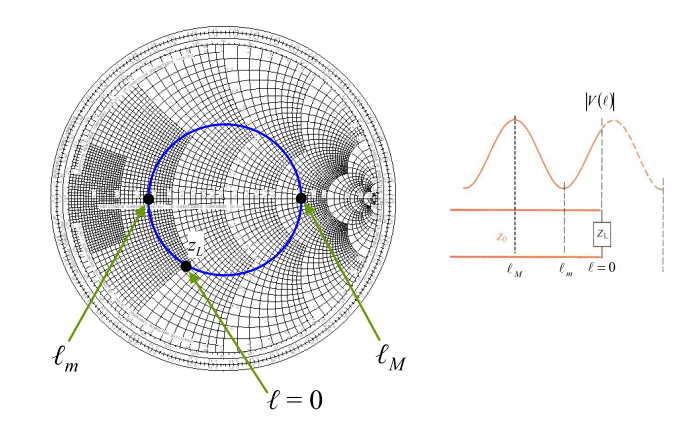 z_L
ℓ_m
ℓ = 0
ℓ_M
|V(ℓ)|
Z_0
Z_L
ℓ_M
ℓ_m
ℓ = 0